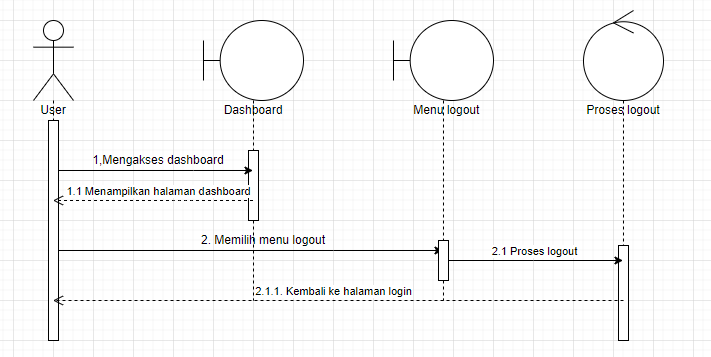 User
Dashboard
Menu logout
Proses logout
1,Mengakses dashboard
1.1 Menampilkan halaman dashboard
2. Memilih menu logout
2.1 Proses logout
2.1.1. Kembali ke halaman login